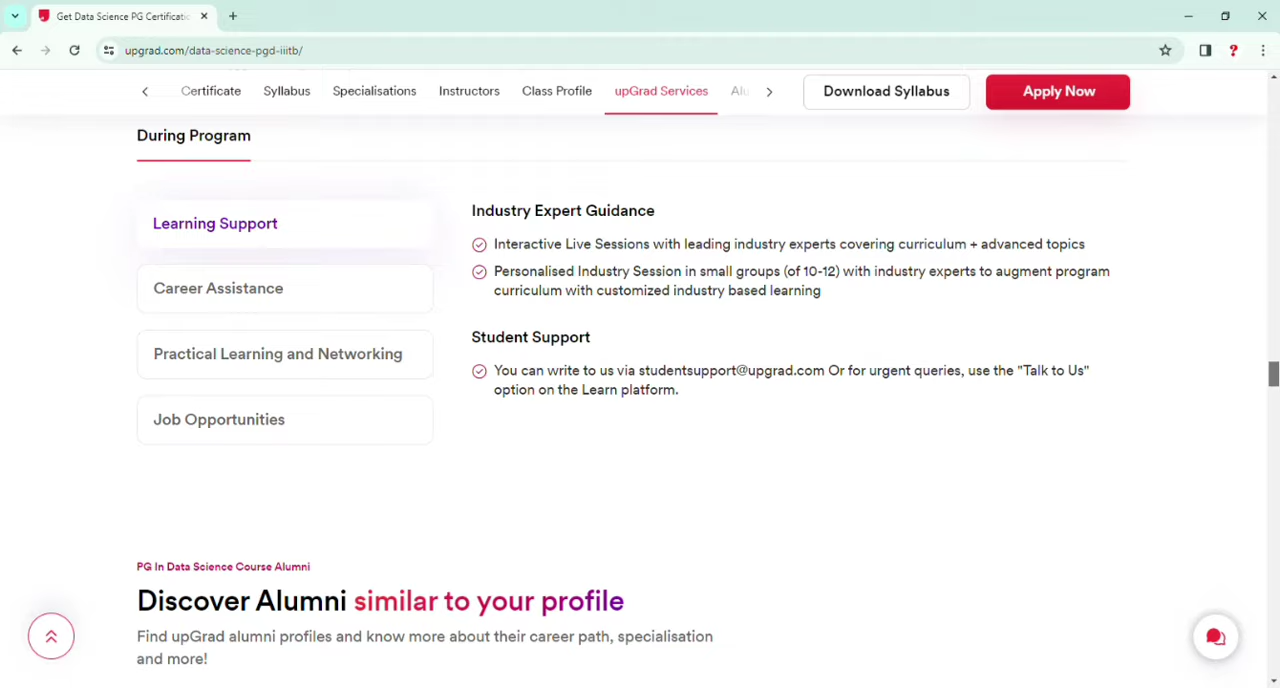 Get Data Science PG Certificatio
upgrad.com/data-science-pgd-iiitb/
Certificate Syllabus Specialisations Instructors Class Profile upGrad Services Alu Download Syllabus Apply Now
During Program
Learning Support
Career Assistance
Practical Learning and Networking
Job Opportunities
Industry Expert Guidance
Interactive Live Sessions with leading industry experts covering curriculum + advanced topics
Personalised Industry Session in small groups (of 10-12) with industry experts to augment program
curriculum with customized industry based learning
Student Support
You can write to us via studentsupport@upgrad.com Or for urgent queries, use the "Talk to Us"
option on the Learn platform.
PG In Data Science Course Alumni
Discover Alumni similar to your profile
Find upGrad alumni profiles and know more about their career path, specialisation
and more!